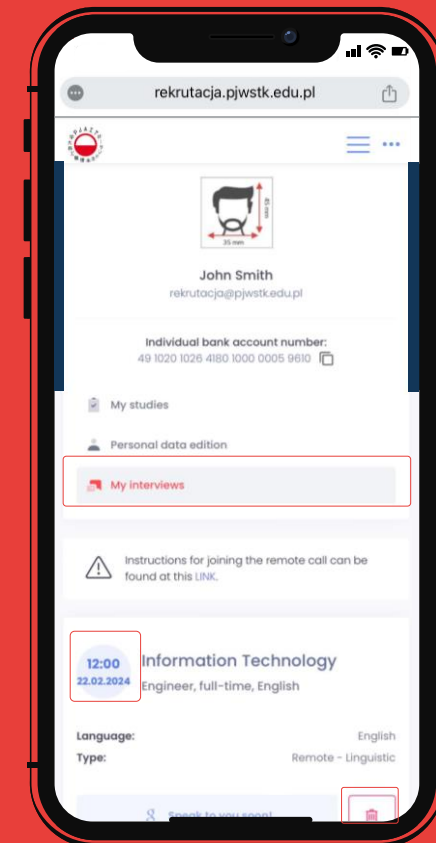 rekrutacja.pjwstk.edu.pl
45 mm
35 mm
John Smith
rekrutacja@pjwstk.edu.pl
Individual bank account number:
49 1020 1026 4180 1000 0005 9610
My studies
Personal data edition
My interviews
Instructions for joining the remote call can be
found at this LINK.
12:00
22.02.2024
Information Technology
Engineer, full-time, English
Language: English
Type: Remote - Linguistic
Speak to you soon!